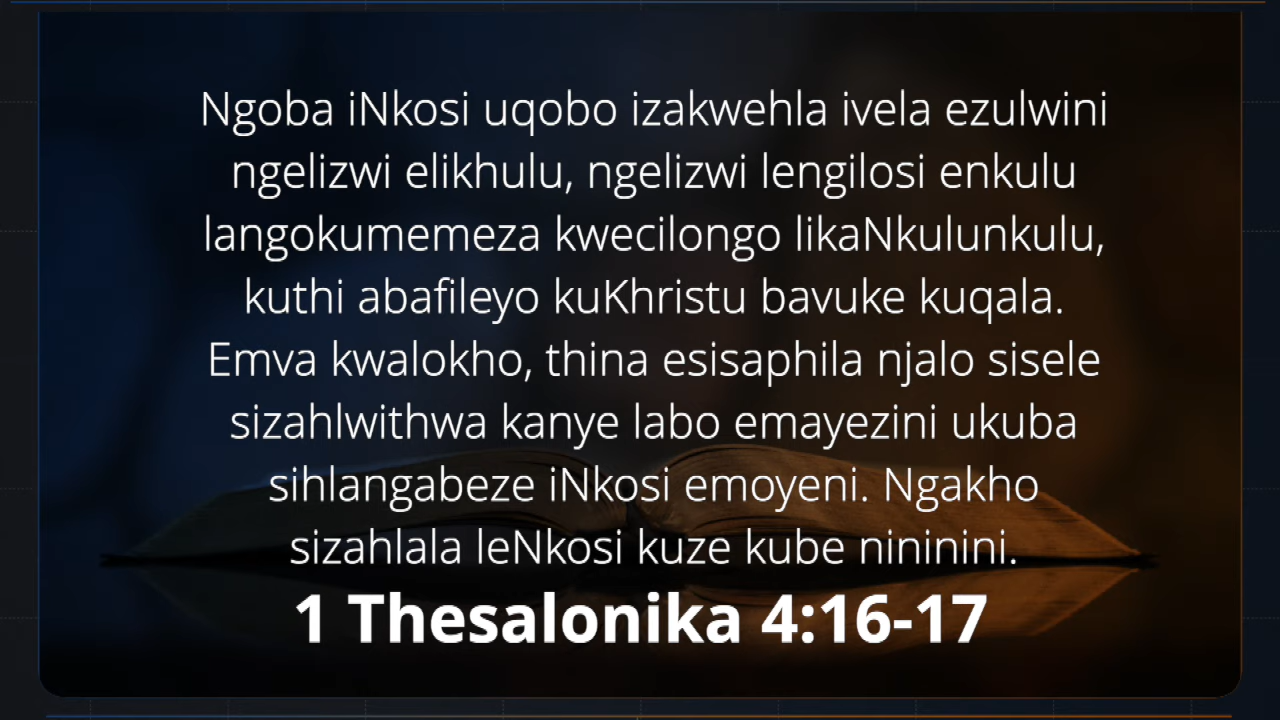 Ngoba iNkosi uqobo izakwehla ivela ezulwini
ngelizwi elikhulu, ngelizwi lengilosi enkulu
langokumemeza kwecilongo likaNkulunkulu,
kuthi abafileyo kuKhristu bavuke kuqala.
Emva kwalokho, thina esisaphila njalo sisele
sizahlwithwa kanye labo emayezini ukuba
sihlangabeze iNkosi emoyeni. Ngakho
sizahlala leNkosi kuze kube nininini.
1 Thesalonika 4:16-17